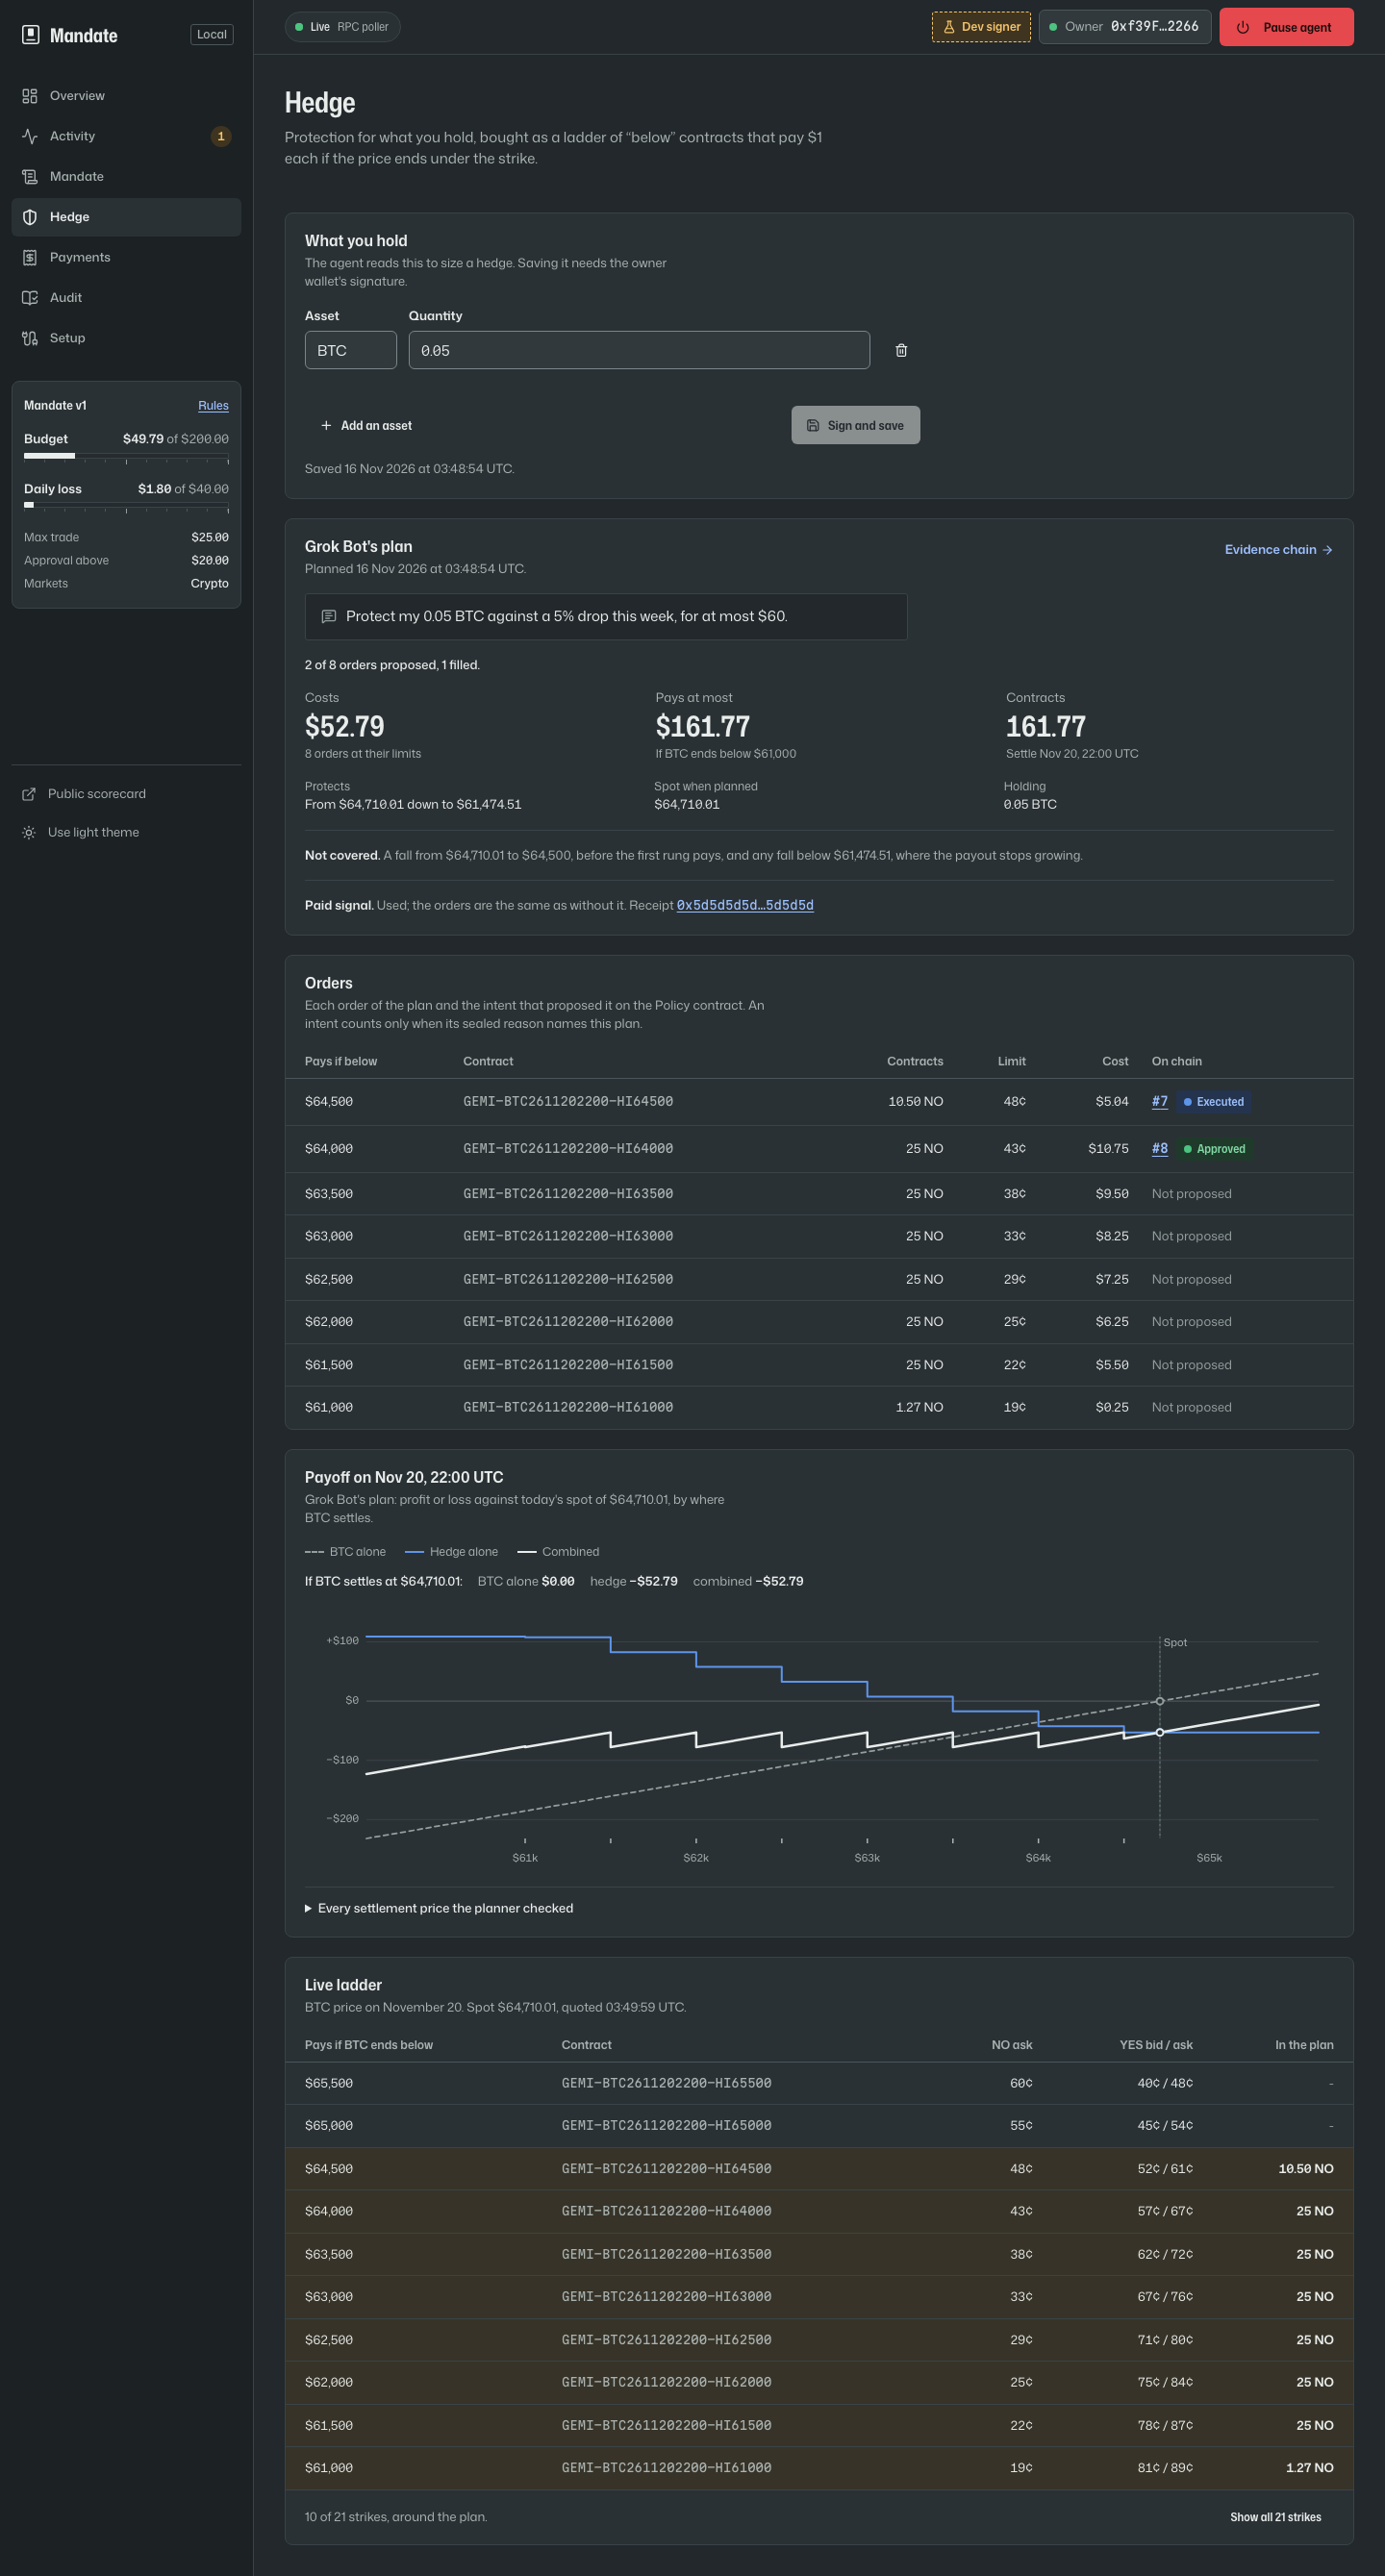 Mandate
Local
Overview
Activity
1
Mandate
Hedge
Payments
Audit
Setup
Mandate v1
Rules
Budget
$49.79 of $200.00
Daily loss
$1.80 of $40.00
Max trade
$25.00
Approval above
$20.00
Markets
Crypto
Public scorecard
Use light theme
Live RPC poller
Dev signer
Owner 0xf39F…2266
Pause agent
Hedge
Protection for what you hold, bought as a ladder of “below” contracts that pay $1
each if the price ends under the strike.
What you hold
The agent reads this to size a hedge. Saving it needs the owner
wallet's signature.
Asset
Quantity
BTC
0.05
Add an asset
Sign and save
Saved 16 Nov 2026 at 03:48:54 UTC.
Grok Bot's plan
Evidence chain →
Planned 16 Nov 2026 at 03:48:54 UTC.
Protect my 0.05 BTC against a 5% drop this week, for at most $60.
2 of 8 orders proposed, 1 filled.
Costs
Pays at most
Contracts
$52.79
$161.77
161.77
8 orders at their limits
If BTC ends below $61,000
Settle Nov 20, 22:00 UTC
Protects
Spot when planned
Holding
From $64,710.01 down to $61,474.51
$64,710.01
0.05 BTC
Not covered. A fall from $64,710.01 to $64,500, before the first rung pays, and any fall below $61,474.51, where the payout stops growing.
Paid signal. Used; the orders are the same as without it. Receipt 0x5d5d5d5d…5d5d5d
Orders
Each order of the plan and the intent that proposed it on the Policy contract. An
intent counts only when its sealed reason names this plan.
Pays if below Contract Contracts Limit Cost On chain
$64,500 GEMI-BTC2611202200-HI64500 10.50 NO 48¢ $5.04 #7 Executed
$64,000 GEMI-BTC2611202200-HI64000 25 NO 43¢ $10.75 #8 Approved
$63,500 GEMI-BTC2611202200-HI63500 25 NO 38¢ $9.50 Not proposed
$63,000 GEMI-BTC2611202200-HI63000 25 NO 33¢ $8.25 Not proposed
$62,500 GEMI-BTC2611202200-HI62500 25 NO 29¢ $7.25 Not proposed
$62,000 GEMI-BTC2611202200-HI62000 25 NO 25¢ $6.25 Not proposed
$61,500 GEMI-BTC2611202200-HI61500 25 NO 22¢ $5.50 Not proposed
$61,000 GEMI-BTC2611202200-HI61000 1.27 NO 19¢ $0.25 Not proposed
Payoff on Nov 20, 22:00 UTC
Grok Bot's plan: profit or loss against today's spot of $64,710.01, by where
BTC settles.
BTC alone Hedge alone Combined
If BTC settles at $64,710.01: BTC alone $0.00 hedge −$52.79 combined −$52.79
+$100
Spot
$0
−$100
−$200
$61k $62k $63k $64k $65k
Every settlement price the planner checked
Live ladder
BTC price on November 20. Spot $64,710.01, quoted 03:49:59 UTC.
Pays if BTC ends below Contract NO ask YES bid / ask In the plan
$65,500 GEMI-BTC2611202200-HI65500 60¢ 40¢ / 48¢ -
$65,000 GEMI-BTC2611202200-HI65000 55¢ 45¢ / 54¢ -
$64,500 GEMI-BTC2611202200-HI64500 48¢ 52¢ / 61¢ 10.50 NO
$64,000 GEMI-BTC2611202200-HI64000 43¢ 57¢ / 67¢ 25 NO
$63,500 GEMI-BTC2611202200-HI63500 38¢ 62¢ / 72¢ 25 NO
$63,000 GEMI-BTC2611202200-HI63000 33¢ 67¢ / 76¢ 25 NO
$62,500 GEMI-BTC2611202200-HI62500 29¢ 71¢ / 80¢ 25 NO
$62,000 GEMI-BTC2611202200-HI62000 25¢ 75¢ / 84¢ 25 NO
$61,500 GEMI-BTC2611202200-HI61500 22¢ 78¢ / 87¢ 25 NO
$61,000 GEMI-BTC2611202200-HI61000 19¢ 81¢ / 89¢ 1.27 NO
10 of 21 strikes, around the plan.
Show all 21 strikes